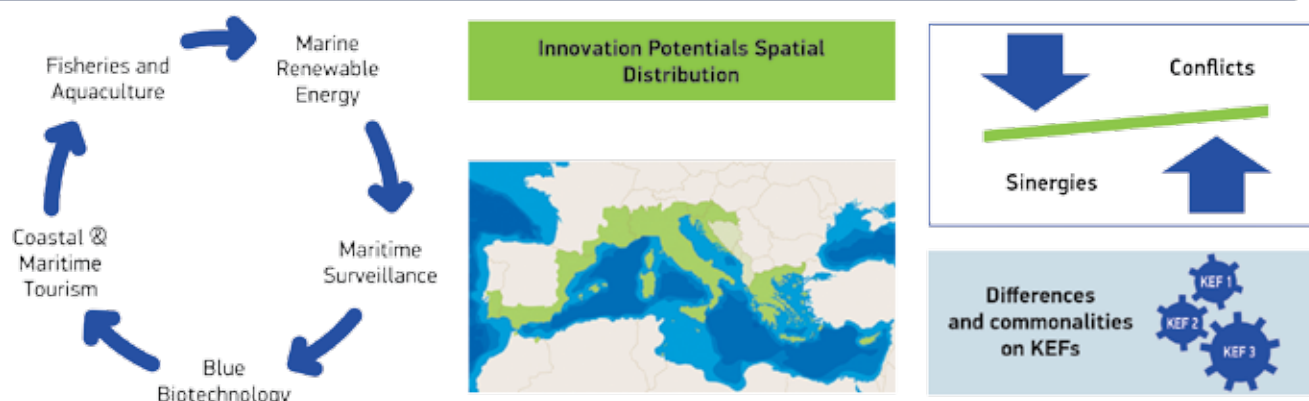 Fisheries and
Aquaculture
Marine
Renewable
Energy
Maritime
Surveillance
Blue
Biotechnology
Coastal &
Maritime
Tourism
Innovation Potentials Spatial
Distribution
Conflicts
Sinergies
Differences
and commonalities
on KEFs
KEF 1
KEF 2
KEF 3